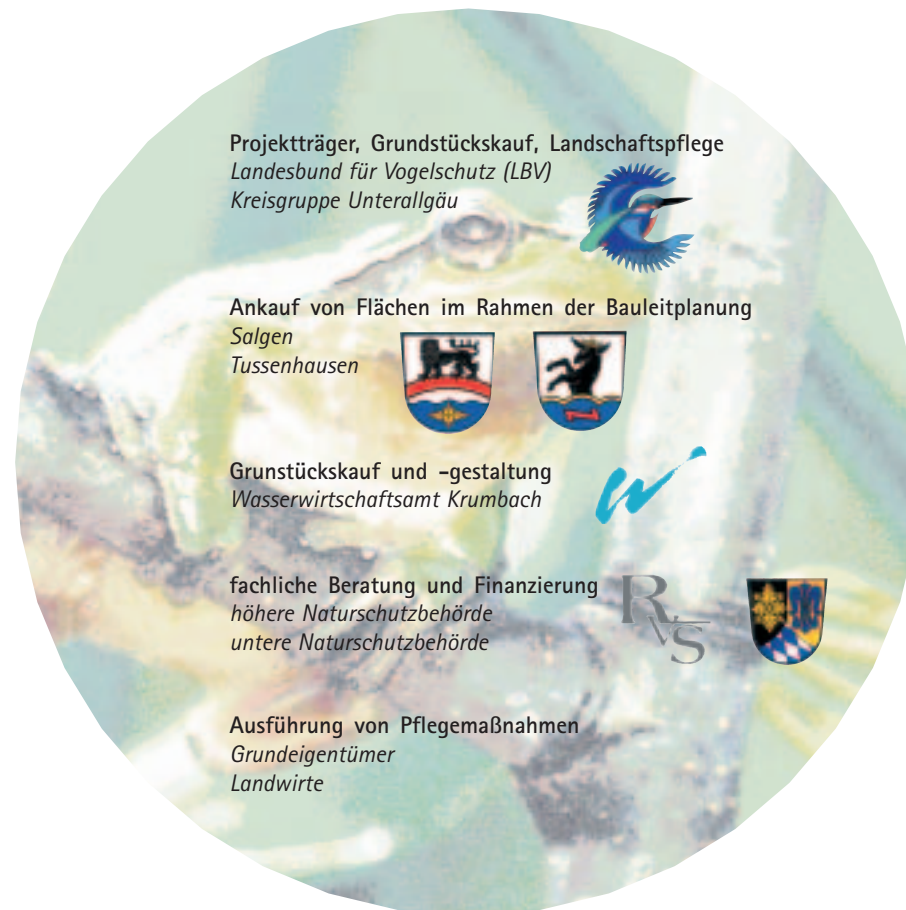 Projektträger, Grundstückskauf, Landschaftspflege
Landesbund für Vogelschutz (LBV)
Kreisgruppe Unterallgäu
Ankauf von Flächen im Rahmen der Bauleitplanung
Salgen
Tussenhausen
Grunstückskauf und -gestaltung
Wasserwirtschaftsamt Krumbach
fachliche Beratung und Finanzierung
höhere Naturschutzbehörde
untere Naturschutzbehörde
RvS
Ausführung von Pflegemaßnahmen
Grundeigentümer
Landwirte